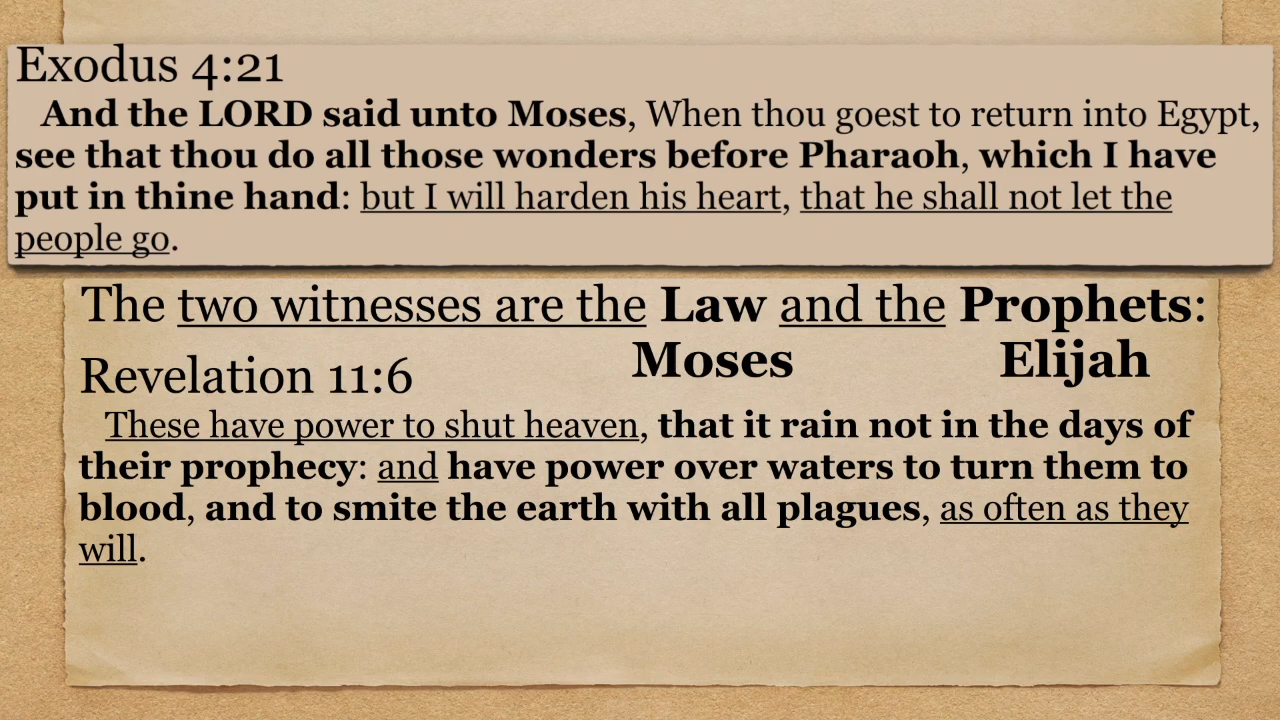 Exodus 4:21
And the LORD said unto Moses, When thou goest to return into Egypt,
see that thou do all those wonders before Pharaoh, which I have
put in thine hand: but I will harden his heart, that he shall not let the
people go.
The two witnesses are the Law and the Prophets:
Moses Elijah
Revelation 11:6
These have power to shut heaven, that it rain not in the days of
their prophecy: and have power over waters to turn them to
blood, and to smite the earth with all plagues, as often as they
will.